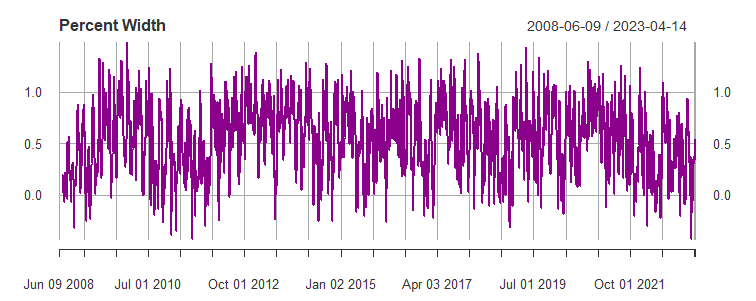 Percent Width 2008-06-09 / 2023-04-14
1.0 1.0
0.5 0.5
0.0 0.0
Jun 09 2008 Jul 01 2010 Oct 01 2012 Jan 02 2015 Apr 03 2017 Jul 01 2019 Oct 01 2021